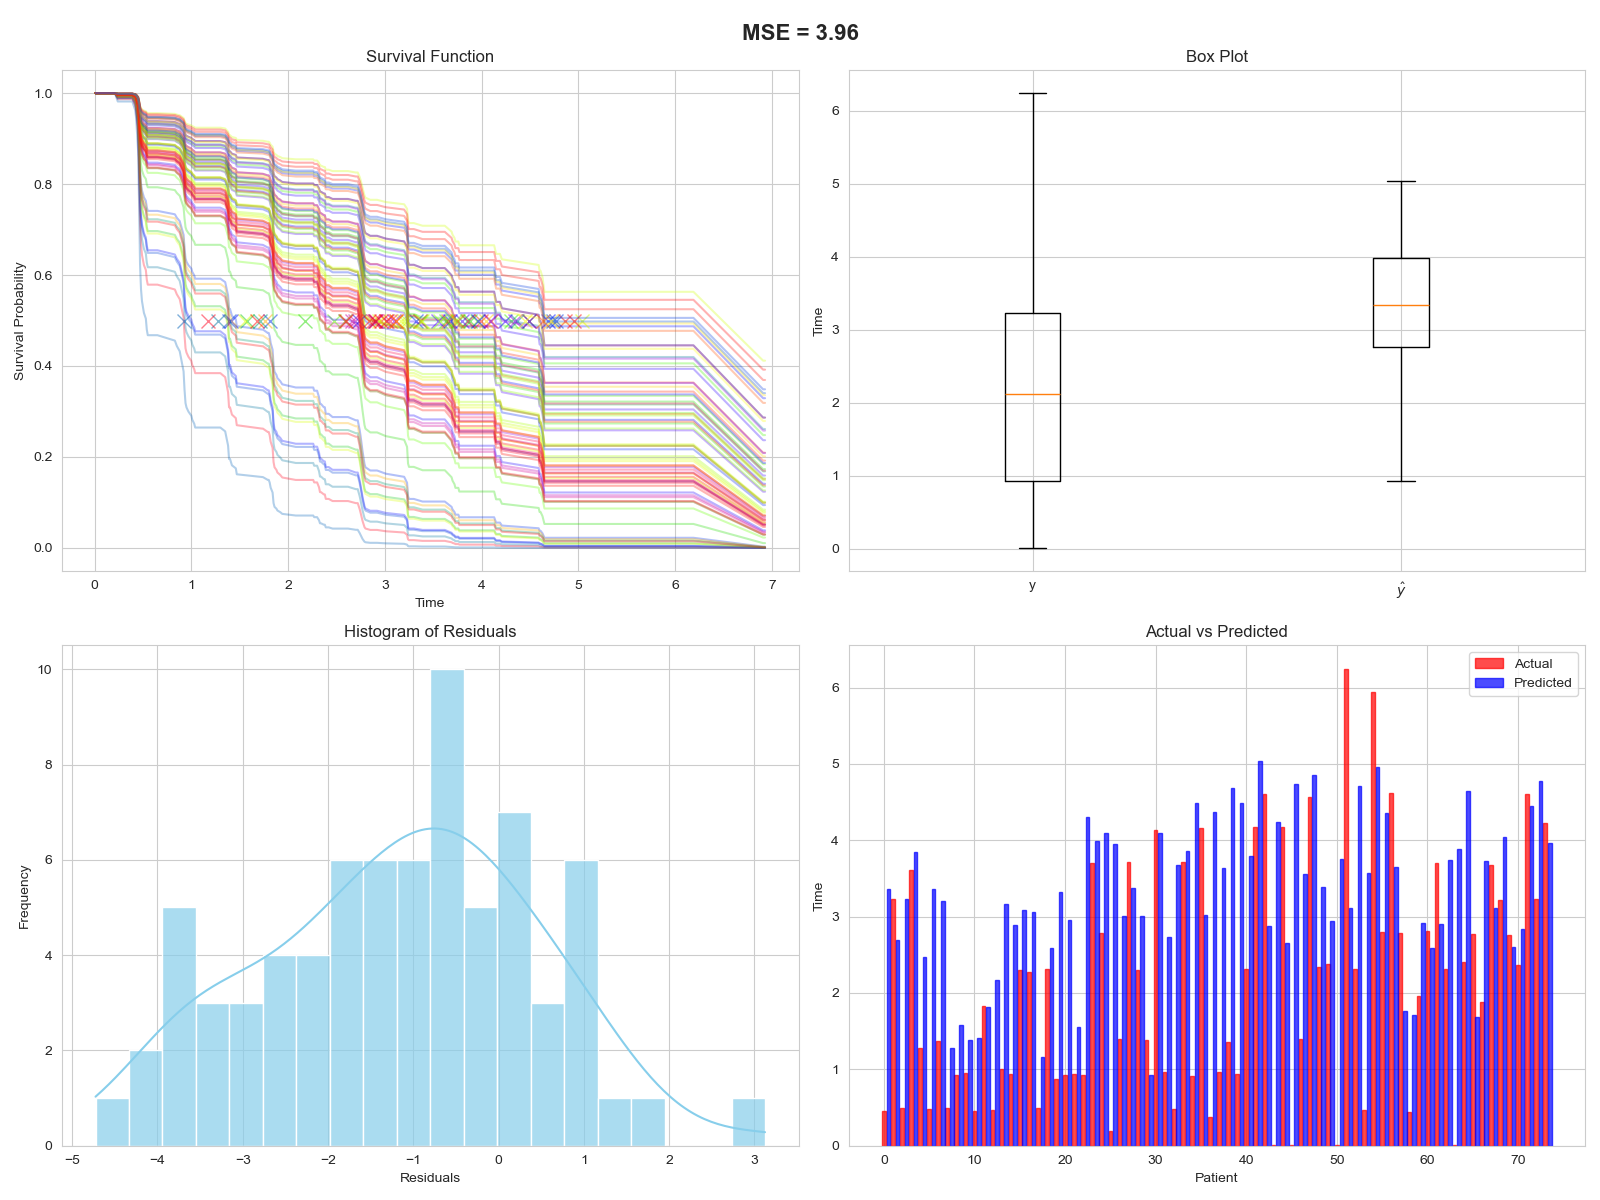 MSE = 3.96
Survival Function
Survival Probability
1.0
0.8
0.6
0.4
0.2
0.0
0 1 2 3 4 5 6 7
Time
Box Plot
Time
6
5
4
3
2
1
0
y ŷ
Histogram of Residuals
Frequency
10
8
6
4
2
0
−5 −4 −3 −2 −1 0 1 2 3
Residuals
Actual vs Predicted
Actual
Predicted
Time
6
5
4
3
2
1
0
0 10 20 30 40 50 60 70
Patient